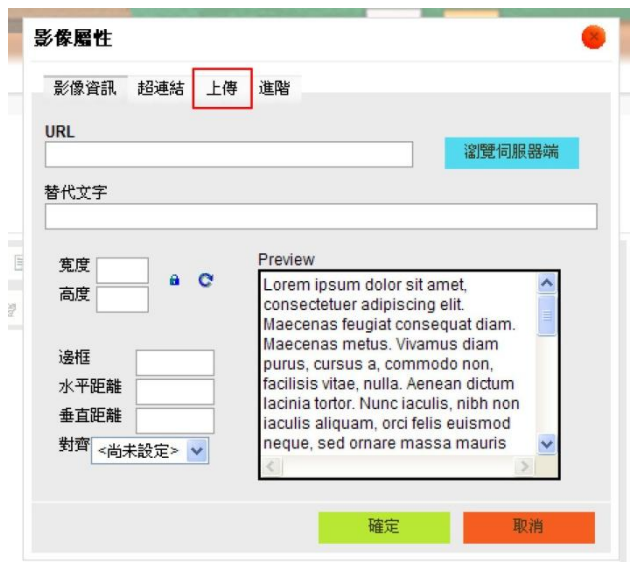 影像屬性
影像資訊 超連結 上傳 進階
URL
瀏覽伺服器端
替代文字
寬度
高度
Preview
Lorem ipsum dolor sit amet,
consectetuer adipiscing elit.
Maecenas feugiat consequat diam.
Maecenas metus. Vivamus diam
purus, cursus a, commodo non,
facilisis vitae, nulla. Aenean dictum
lacinia tortor. Nunc iaculis, nibh non
iaculis aliquam, orci felis euismod
neque, sed ornare massa mauris
邊框
水平距離
垂直距離
對齊 <尚未設定>
確定 取消